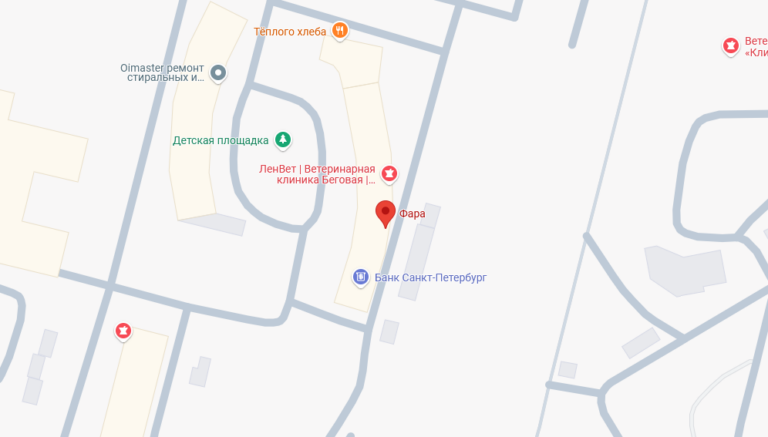 Теплого хлеба
Oimaster ремонт
стиральных и...
Вете
«Кли
Детская площадка
ЛенВет | Ветеринарная
клиника Беговая |...
Фара
Банк Санкт-Петербург